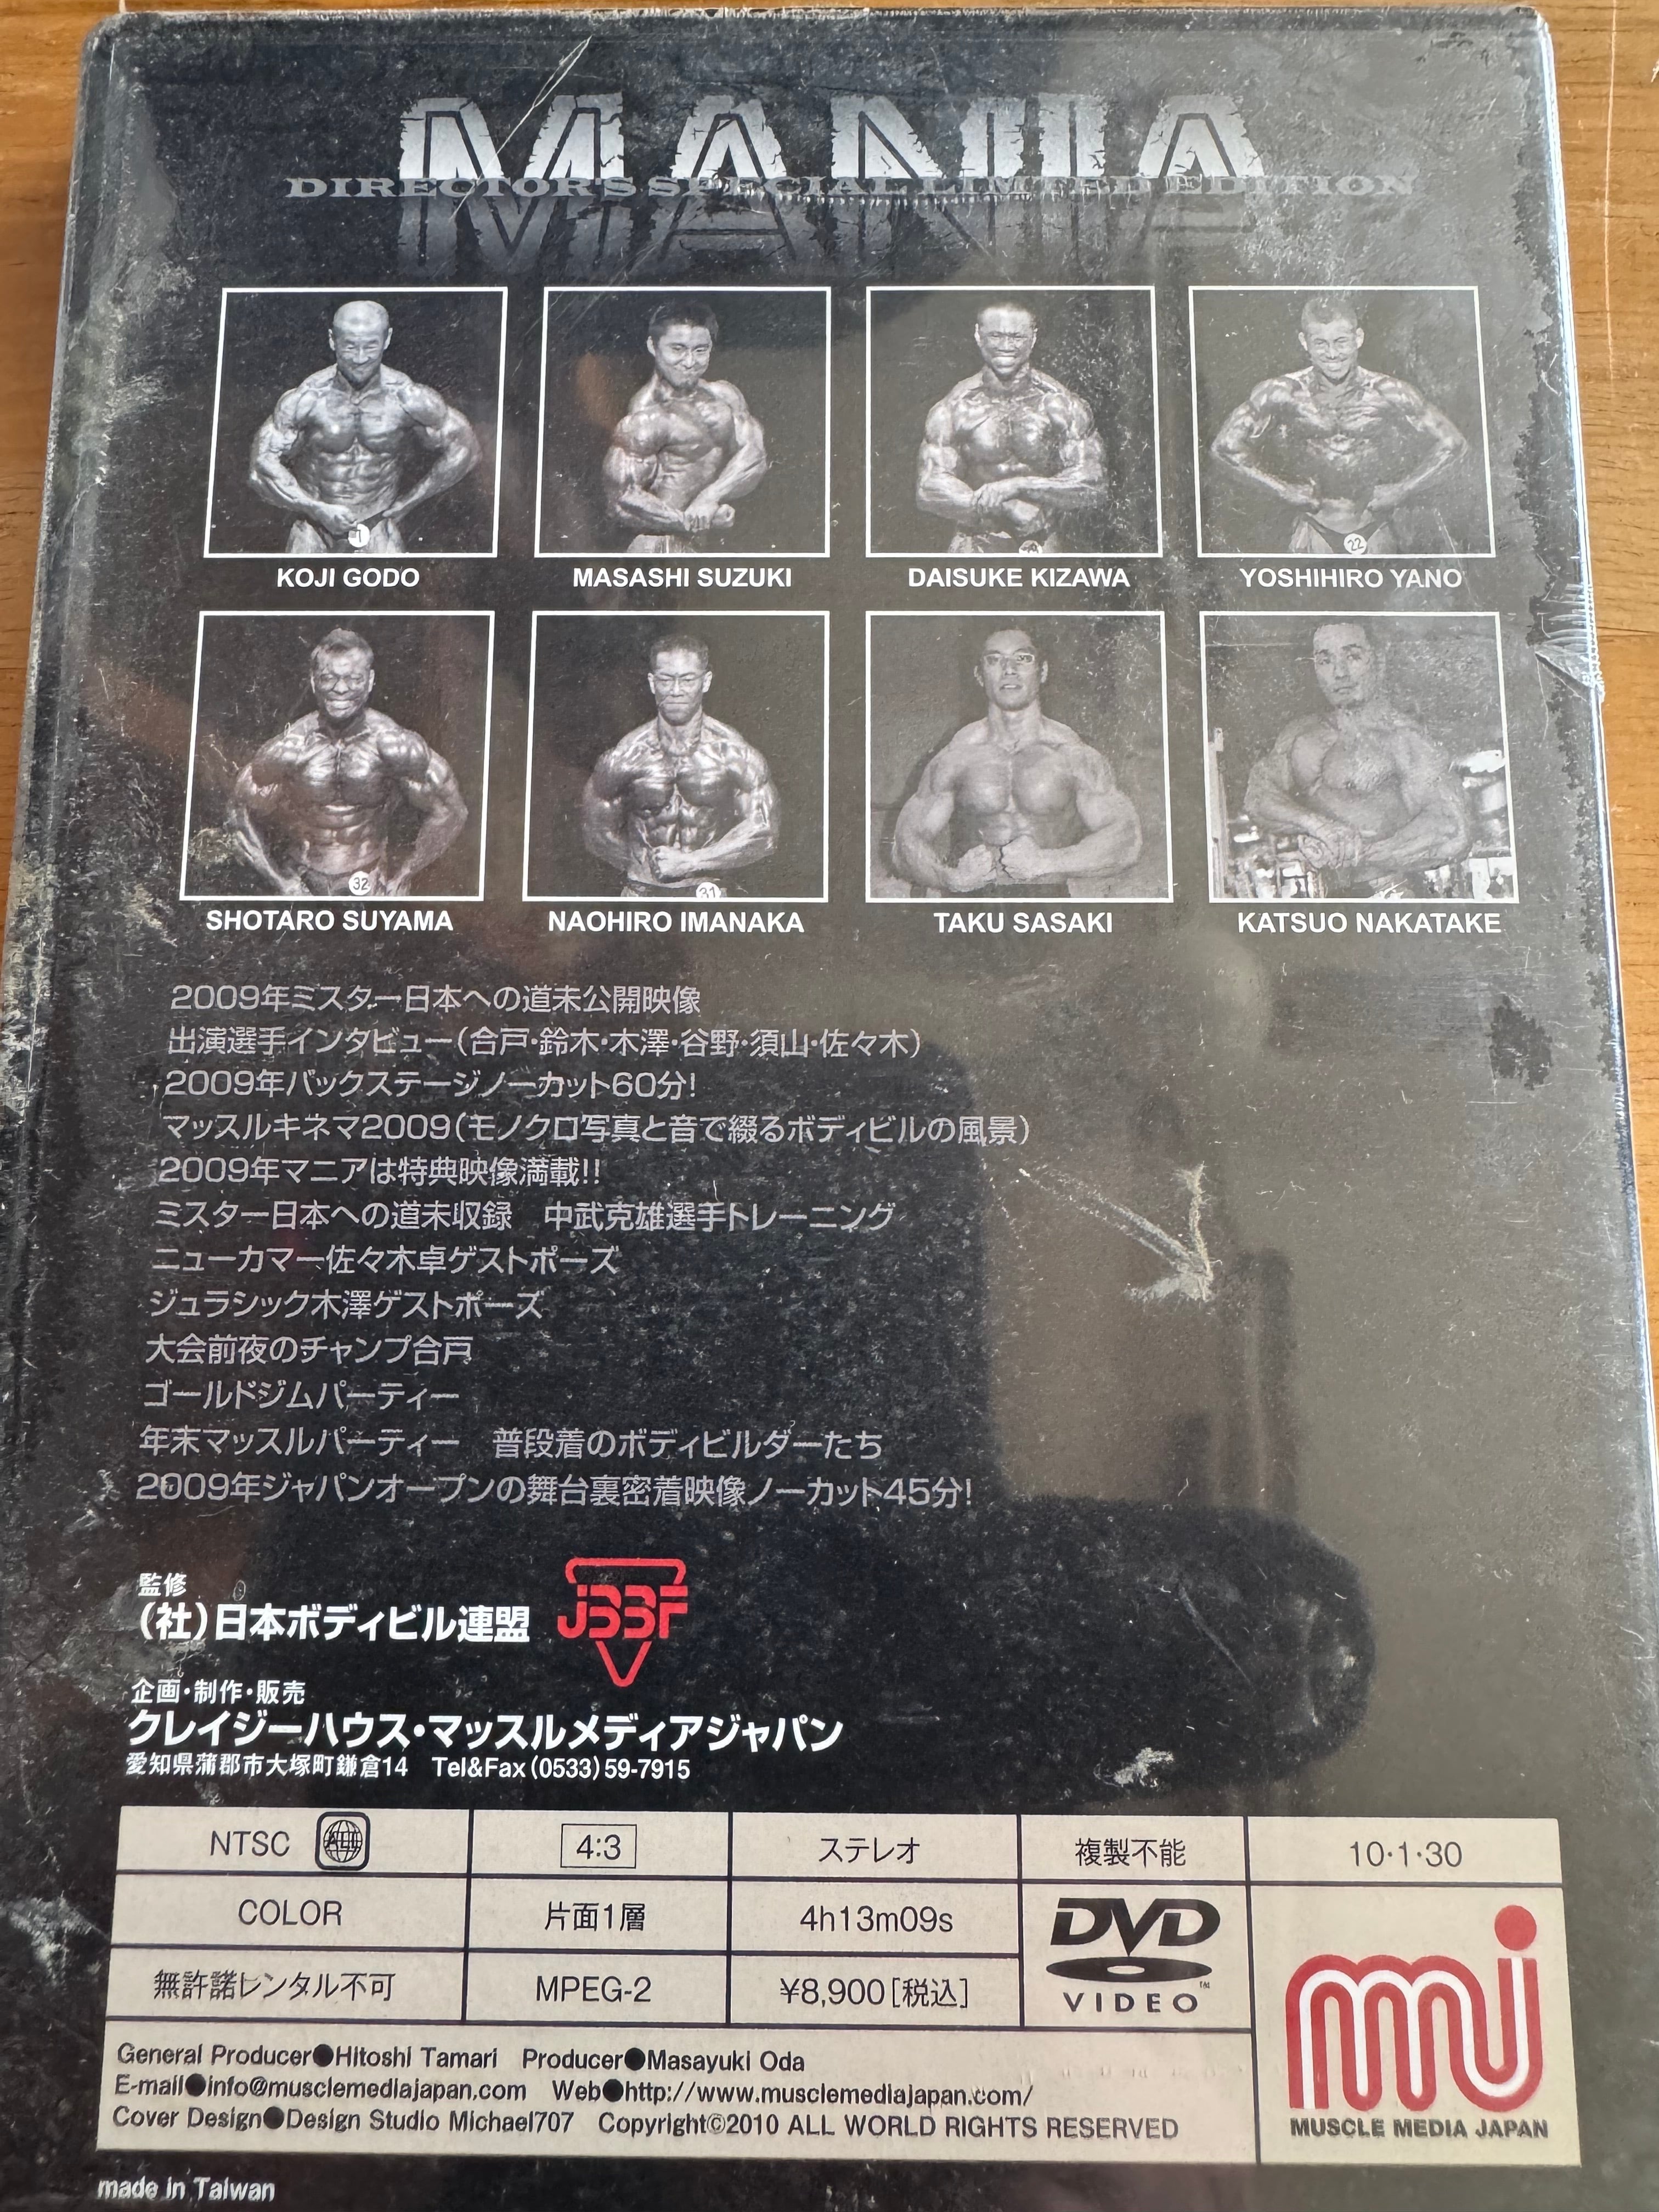 MANIA
DIRECTOR'S SPECIAL LIMITED EDITION
KOJI GODO
MASASHI SUZUKI
DAISUKE KIZAWA
YOSHIHIRO YANO
1
22
SHOTARO SUYAMA
NAOHIRO IMANAKA
TAKU SASAKI
KATSUO NAKATAKE
32
31
2009年ミスター日本への道未公開映像
出演選手インタビュー(合戸・鈴木・木澤・谷野・須山・佐々木)
2009年バックステージノーカット60分!
マッスルキネマ2009(モノクロ写真と音で綴るボディビルの風景)
2009年マニアは特典映像満載!!
ミスター日本への道未収録　中武克雄選手トレーニング
ニューカマー佐々木卓ゲストポーズ
ジュラシック木澤ゲストポーズ
大会前夜のチャンプ合戸
ゴールドジムパーティー
年末マッスルパーティー　普段着のボディビルダーたち
2009年ジャパンオープンの舞台裏密着映像ノーカット45分!
監修
(社)日本ボディビル連盟
JBBF
企画・制作・販売
クレイジーハウス・マッスルメディアジャパン
愛知県蒲郡市大塚町鎌倉14　Tel&Fax(0533)59-7915
NTSC ALL
4:3
ステレオ
複製不能
10・1・30
COLOR
片面1層
4h13m09s
DVD
VIDEO
TM
無許諾レンタル不可
MPEG-2
¥8,900[税込]
mj
MUSCLE MEDIA JAPAN
General Producer●Hitoshi Tamari　Producer●Masayuki Oda
E-mail●info@musclemediajapan.com　Web●http://www.musclemediajapan.com/
Cover Design●Design Studio Michael707　Copyright©2010 ALL WORLD RIGHTS RESERVED
made in Taiwan